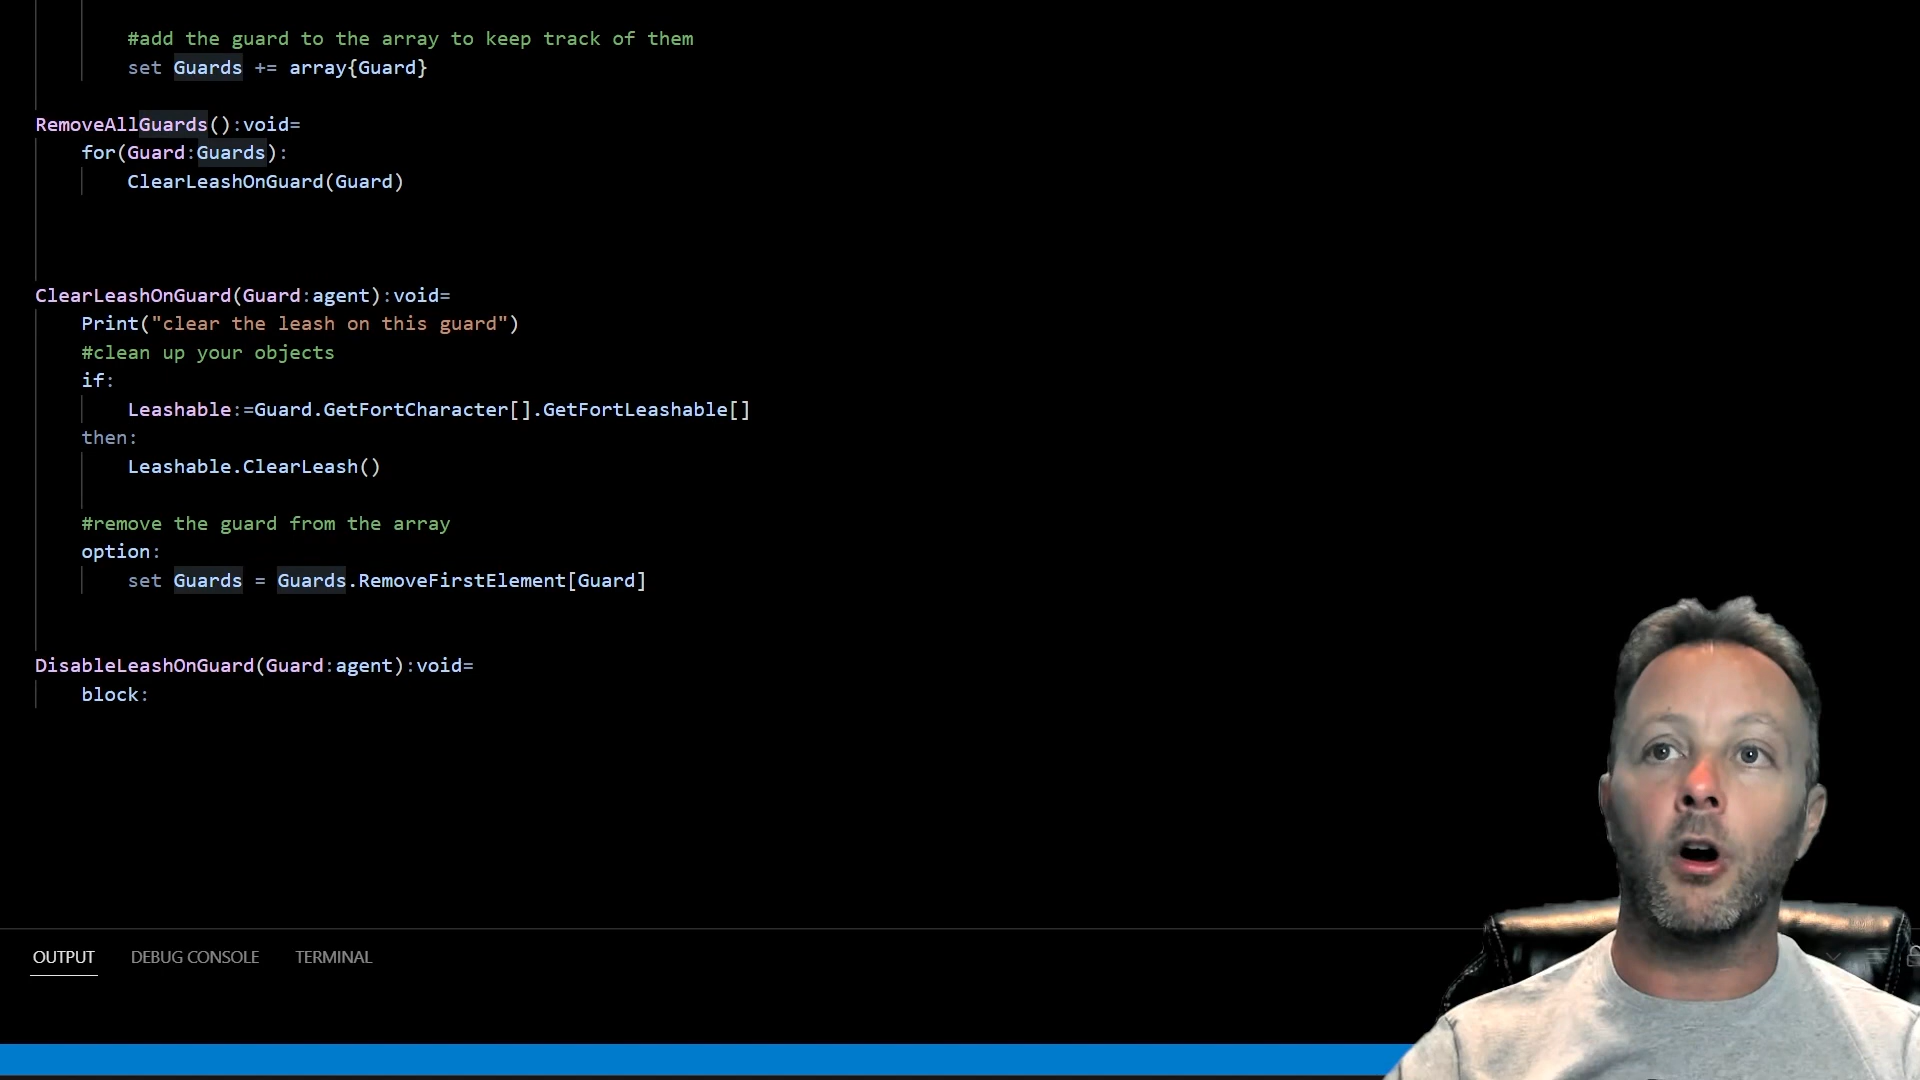 #add the guard to the array to keep track of them
set Guards += array{Guard}
RemoveAllGuards():void=
for(Guard:Guards):
ClearLeashOnGuard(Guard)
ClearLeashOnGuard(Guard:agent):void=
Print("clear the leash on this guard")
#clean up your objects
if:
Leashable:=Guard.GetFortCharacter[].GetFortLeashable[]
then:
Leashable.ClearLeash()
#remove the guard from the array
option:
set Guards = Guards.RemoveFirstElement[Guard]
DisableLeashOnGuard(Guard:agent):void=
block:
OUTPUT DEBUG CONSOLE TERMINAL